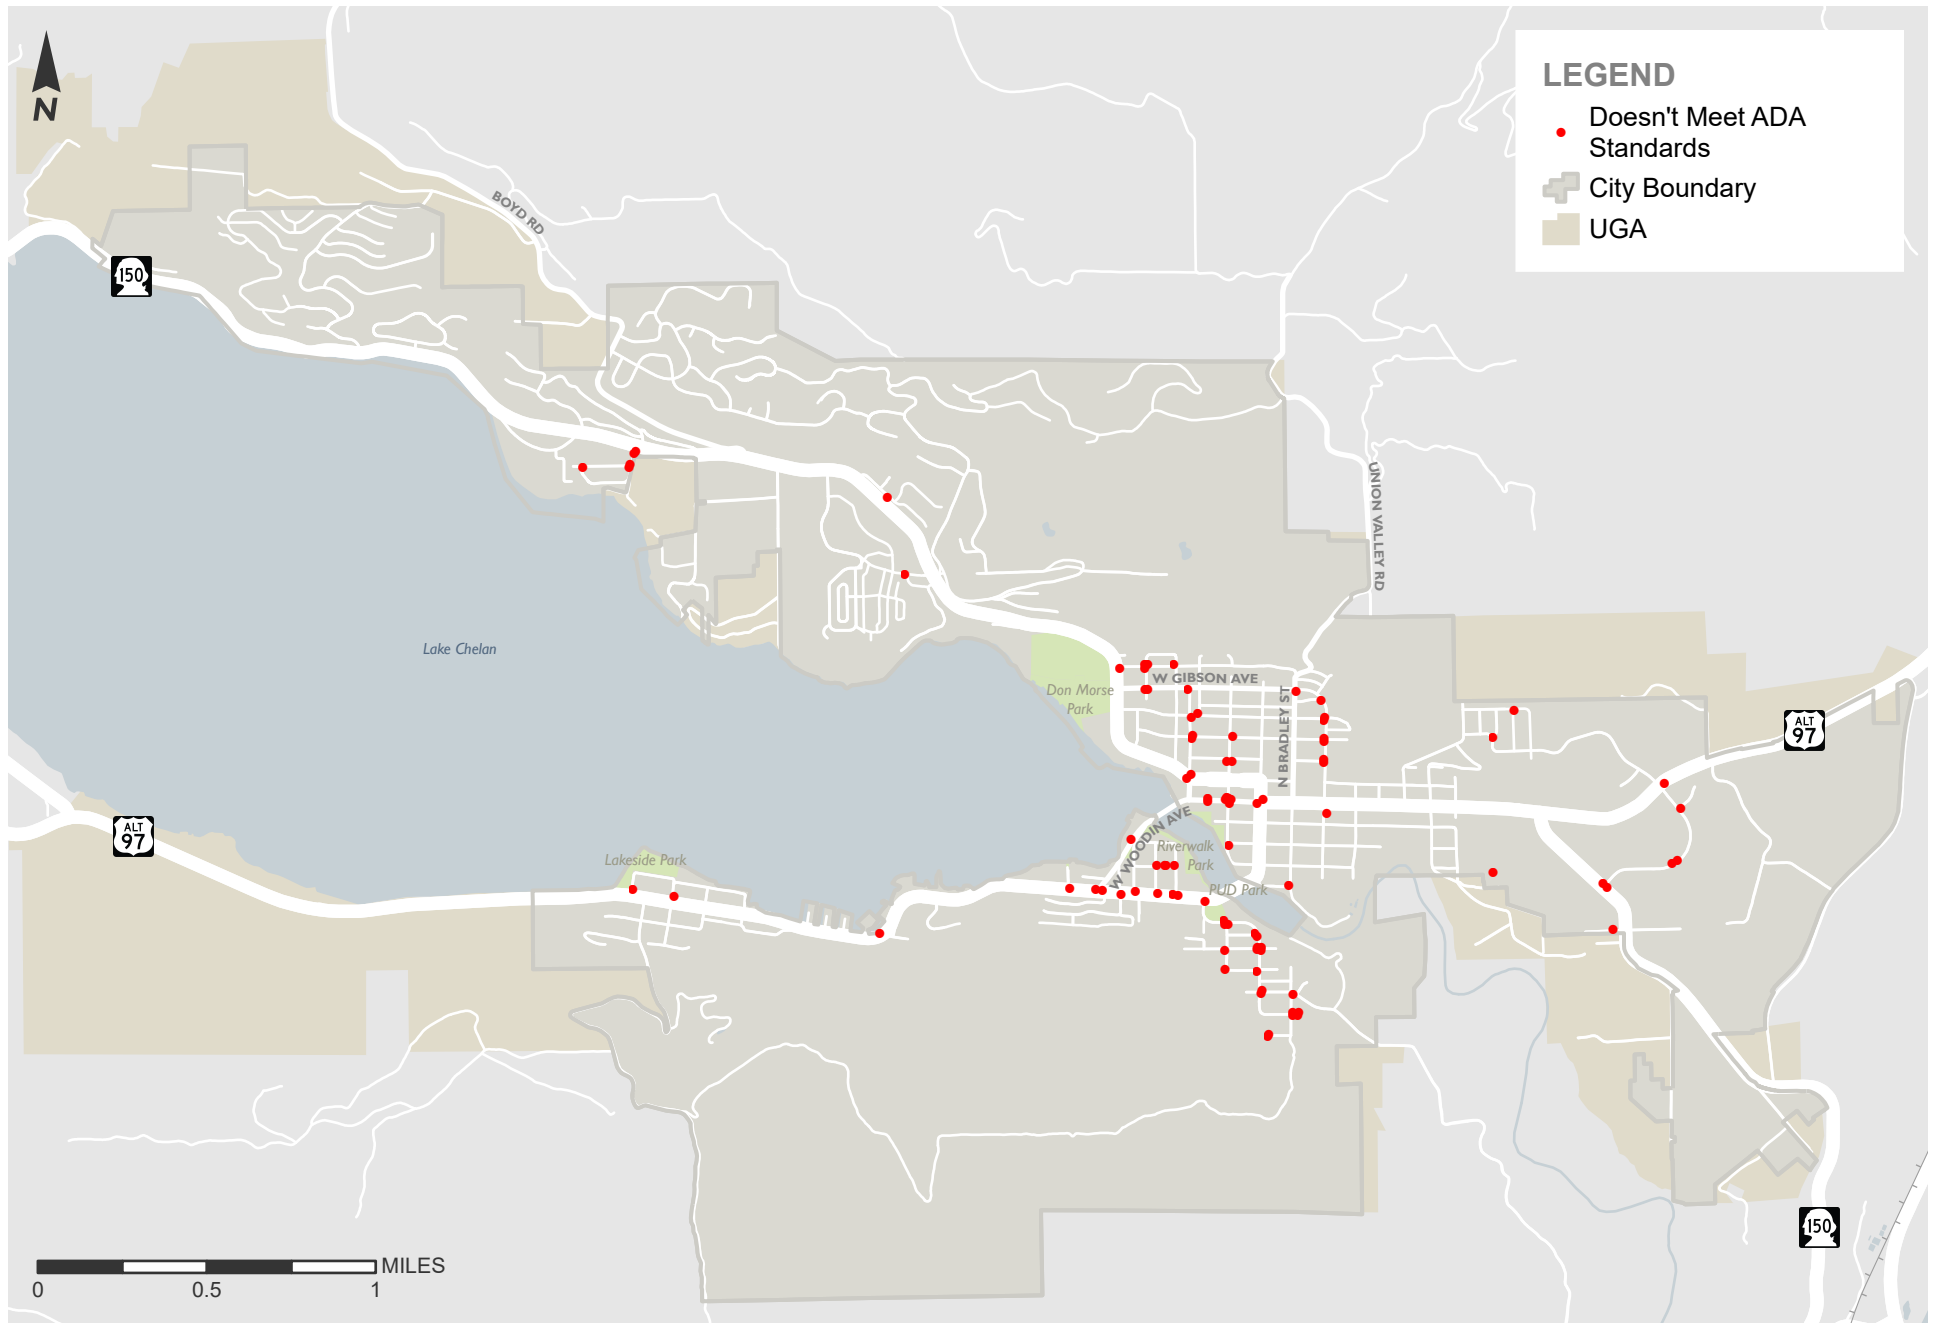 N
LEGEND
Doesn't Meet ADA
Standards
City Boundary
UGA
BOYD RD
150
UNION VALLEY RD
Lake Chelan
Don Morse
Park
W GIBSON AVE
N BRADLEY ST
ALT
97
ALT
97
W WOODIN AVE
Riverwalk
Park
Lakeside Park
PUD Park
150
MILES
0
0.5
1